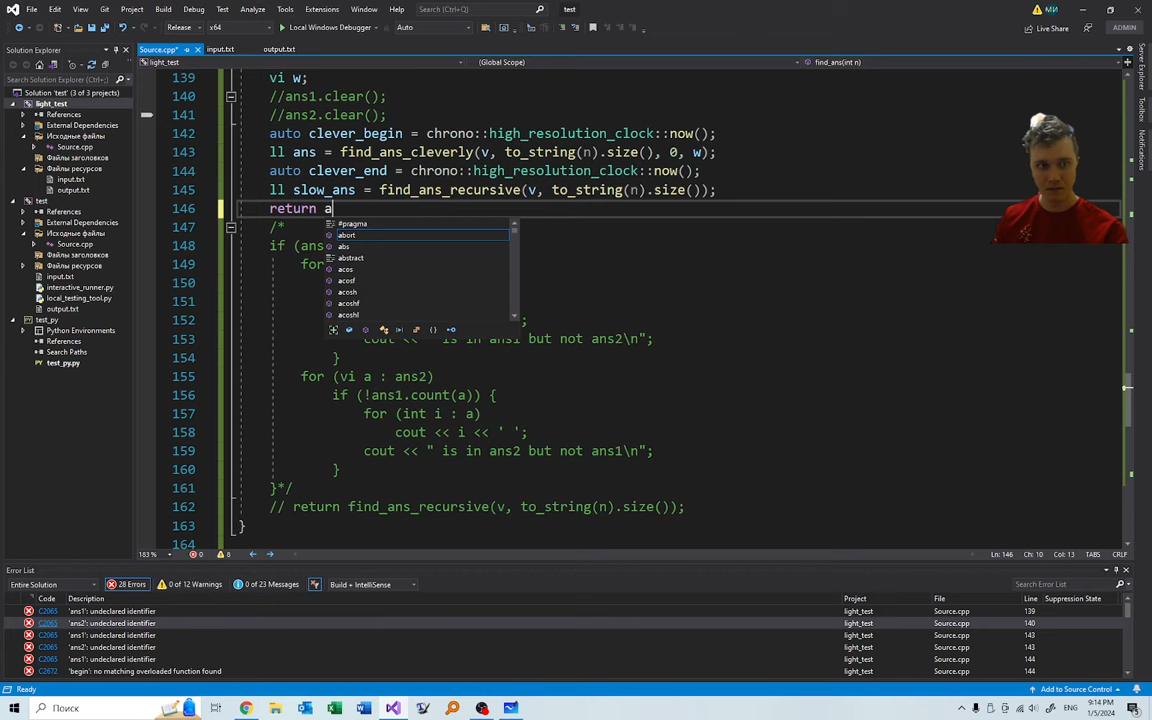 File Edit View Git Project Build Debug Test Analyze Tools Extensions Window Help Search (Ctrl+Q) test МИ
Release x64 Local Windows Debugger Auto Live Share ADMIN
Solution Explorer
Search Solution Explorer (Ctrl+;)
Solution 'test' (3 of 3 projects)
light_test
References
External Dependencies
Исходные файлы
Source.cpp
Файлы заголовков
Файлы ресурсов
input.txt
output.txt
test
References
External Dependencies
Исходные файлы
Source.cpp
Файлы заголовков
Файлы ресурсов
input.txt
interactive_runner.py
local_testing_tool.py
output.txt
test_py
Python Environments
References
Search Paths
test_py.py
Source.cpp* input.txt output.txt
light_test (Global Scope) find_ans(int n)
139 vi w;
140 //ans1.clear();
141 //ans2.clear();
142 auto clever_begin = chrono::high_resolution_clock::now();
143 ll ans = find_ans_cleverly(v, to_string(n).size(), 0, w);
144 auto clever_end = chrono::high_resolution_clock::now();
145 ll slow_ans = find_ans_recursive(v, to_string(n).size());
146 return a
147 /*
148 if (ans
149 for
150
151
152 ;
153 cout << " is in ans1 but not ans2\n";
154 }
155 for (vi a : ans2)
156 if (!ans1.count(a)) {
157 for (int i : a)
158 cout << i << ' ';
159 cout << " is in ans2 but not ans1\n";
160 }
161 }*/
162 // return find_ans_recursive(v, to_string(n).size());
163 }
164
#pragma
abort
abs
abstract
acos
acosf
acosh
acoshf
acoshl
183 % 0 8 Ln: 146 Ch: 10 Col: 13 TABS CRLF
Toolbox
Notifications
Error List
Entire Solution 28 Errors 0 of 12 Warnings 0 of 23 Messages Build + IntelliSense Search Error List
Code Description Project File Line Suppression State
C2065 'ans1': undeclared identifier light_test Source.cpp 139
C2065 'ans2': undeclared identifier light_test Source.cpp 140
C2065 'ans1': undeclared identifier light_test Source.cpp 143
C2065 'ans2': undeclared identifier light_test Source.cpp 143
C2065 'ans1': undeclared identifier light_test Source.cpp 144
C2672 'begin': no matching overloaded function found light_test Source.cpp 144
Ready Add to Source Control
Поиск ENG 9:14 PM
1/5/2024 5